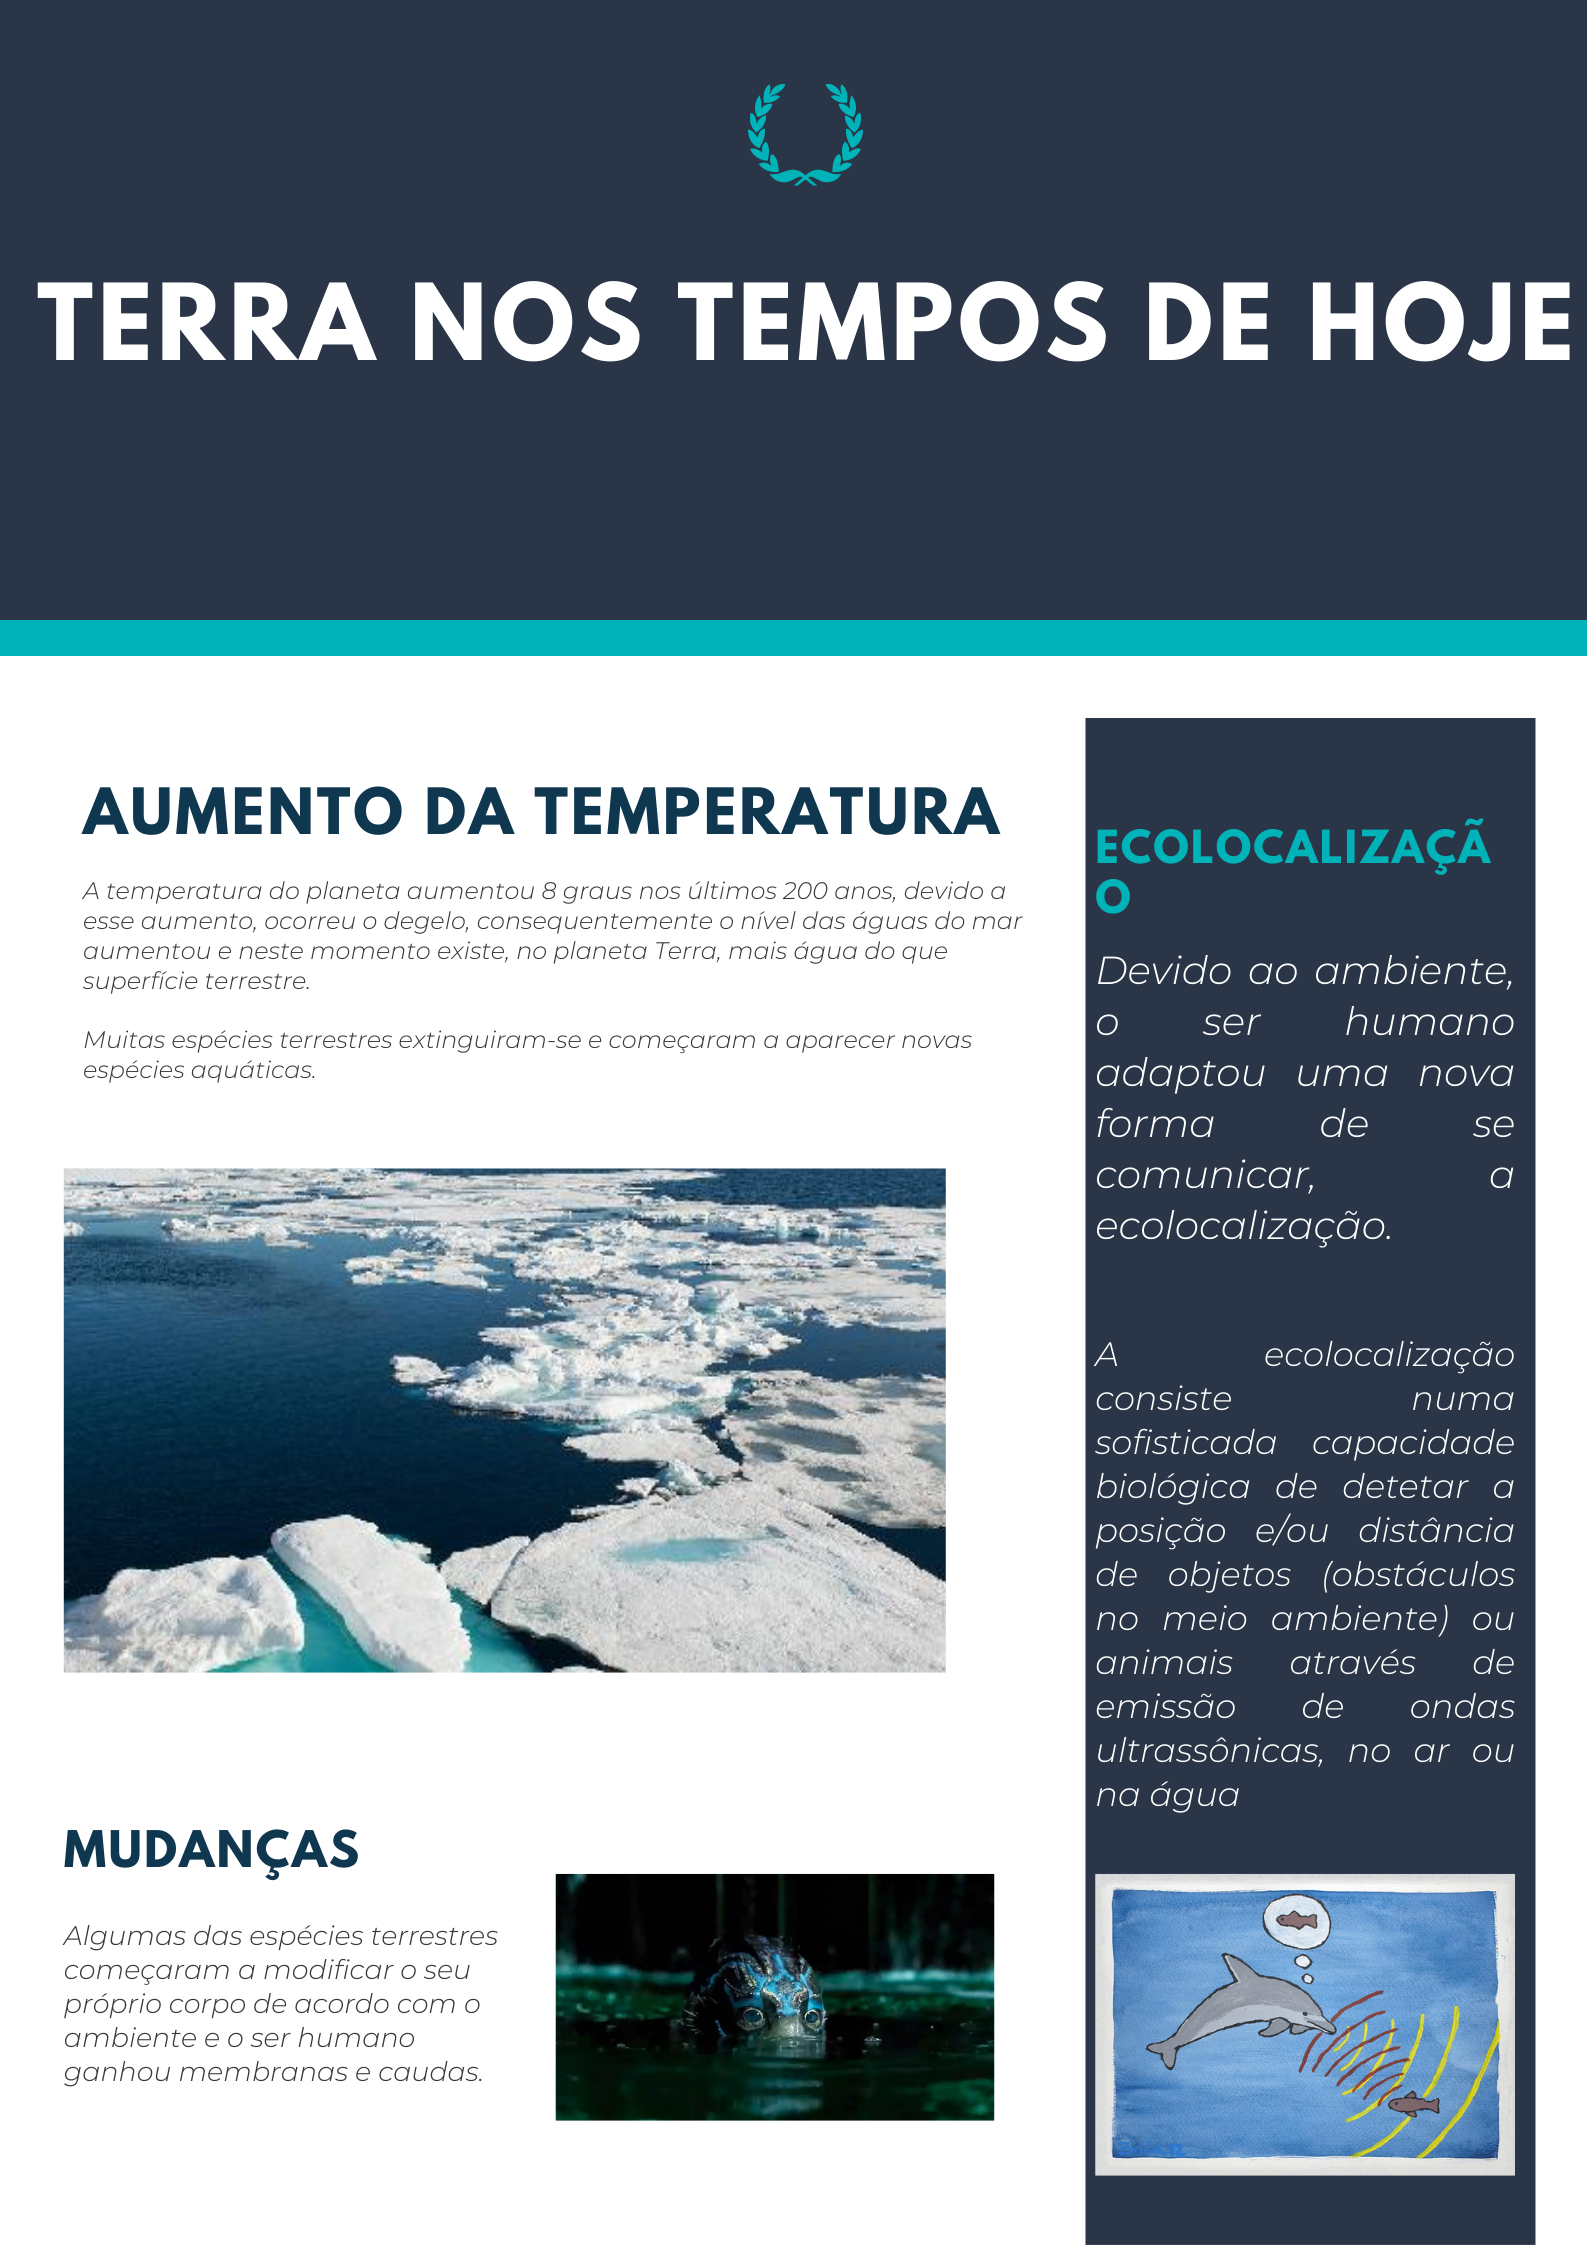 TERRA NOS TEMPOS DE HOJE
AUMENTO DA TEMPERATURA
A temperatura do planeta aumentou 8 graus nos últimos 200 anos, devido a
esse aumento, ocorreu o degelo, consequentemente o nível das águas do mar
aumentou e neste momento existe, no planeta Terra, mais água do que
superfície terrestre.
Muitas espécies terrestres extinguiram-se e começaram a aparecer novas
espécies aquáticas.
MUDANÇAS
Algumas das espécies terrestres
começaram a modificar o seu
próprio corpo de acordo com o
ambiente e o ser humano
ganhou membranas e caudas.
ECOLOCALIZAÇÃ
O
Devido ao ambiente,
o ser humano
adaptou uma nova
forma de se
comunicar, a
ecolocalização.
A ecolocalização
consiste numa
sofisticada capacidade
biológica de detetar a
posição e/ou distância
de objetos (obstáculos
no meio ambiente) ou
animais através de
emissão de ondas
ultrassônicas, no ar ou
na água